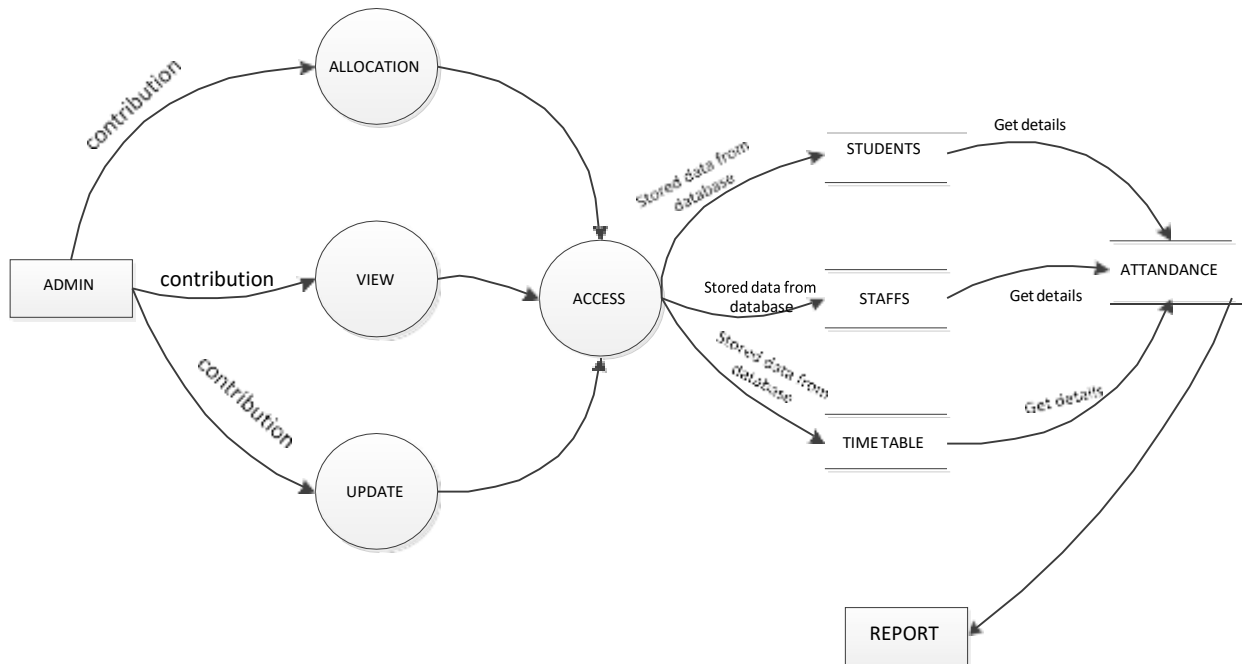 ALLOCATION
contribution
Get details
STUDENTS
Stored data from
database
ADMIN
contribution
VIEW
ACCESS
Stored data from
database
STAFFS
Get details
ATTANDANCE
contribution
Stored data from
database
Get details
TIME TABLE
UPDATE
REPORT